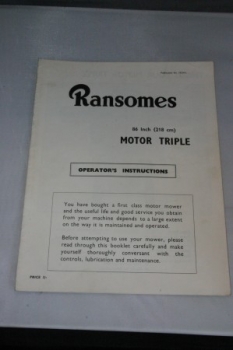 Ransomes
86 Inch (218 cm)
MOTOR TRIPLE
OPERATOR'S INSTRUCTIONS
You have bought a first class motor mower
and the useful life and good service you obtain
from your machine depends to a large extent
on the way it is maintained and operated.
Before attempting to use your mower, please
read through this booklet carefully and make
yourself thoroughly conversant with the
controls, lubrication and maintenance.
PRICE